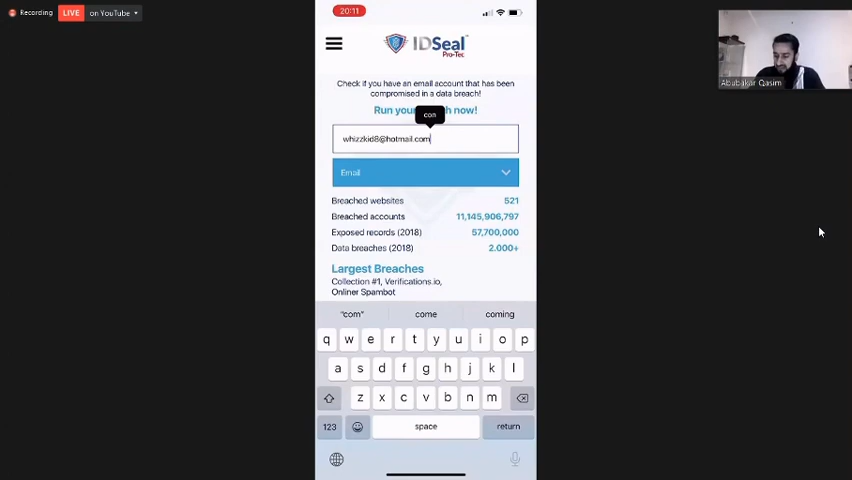 Recording
LIVE
on YouTube
20:11
IDSeal
Pro-Tec
Check if you have an email account that has been
compromised in a data breach!
Run your
h now!
con
whizzkid8@hotmail.com
Email
Breached websites 521
Breached accounts 11,145,906,797
Exposed records (2018) 57,700,000
Data breaches (2018) 2.000+
Largest Breaches
Collection #1, Verifications.io,
Onliner Spambot
"com" come coming
q w e r t y u i o p
a s d f g h j k l
z x c v b n m
123 space return
Abubakar Qasim